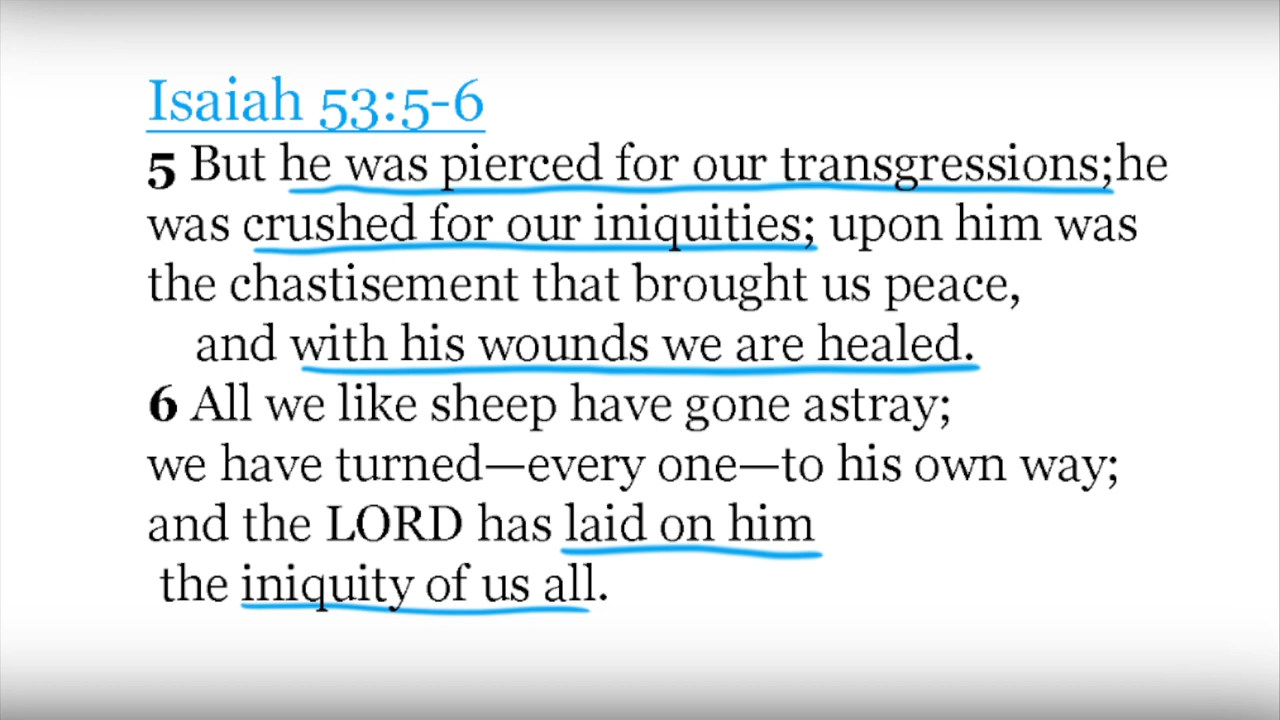 Isaiah 53:5-6
5 But he was pierced for our transgressions;he
was crushed for our iniquities; upon him was
the chastisement that brought us peace,
and with his wounds we are healed.
6 All we like sheep have gone astray;
we have turned—every one—to his own way;
and the LORD has laid on him
the iniquity of us all.